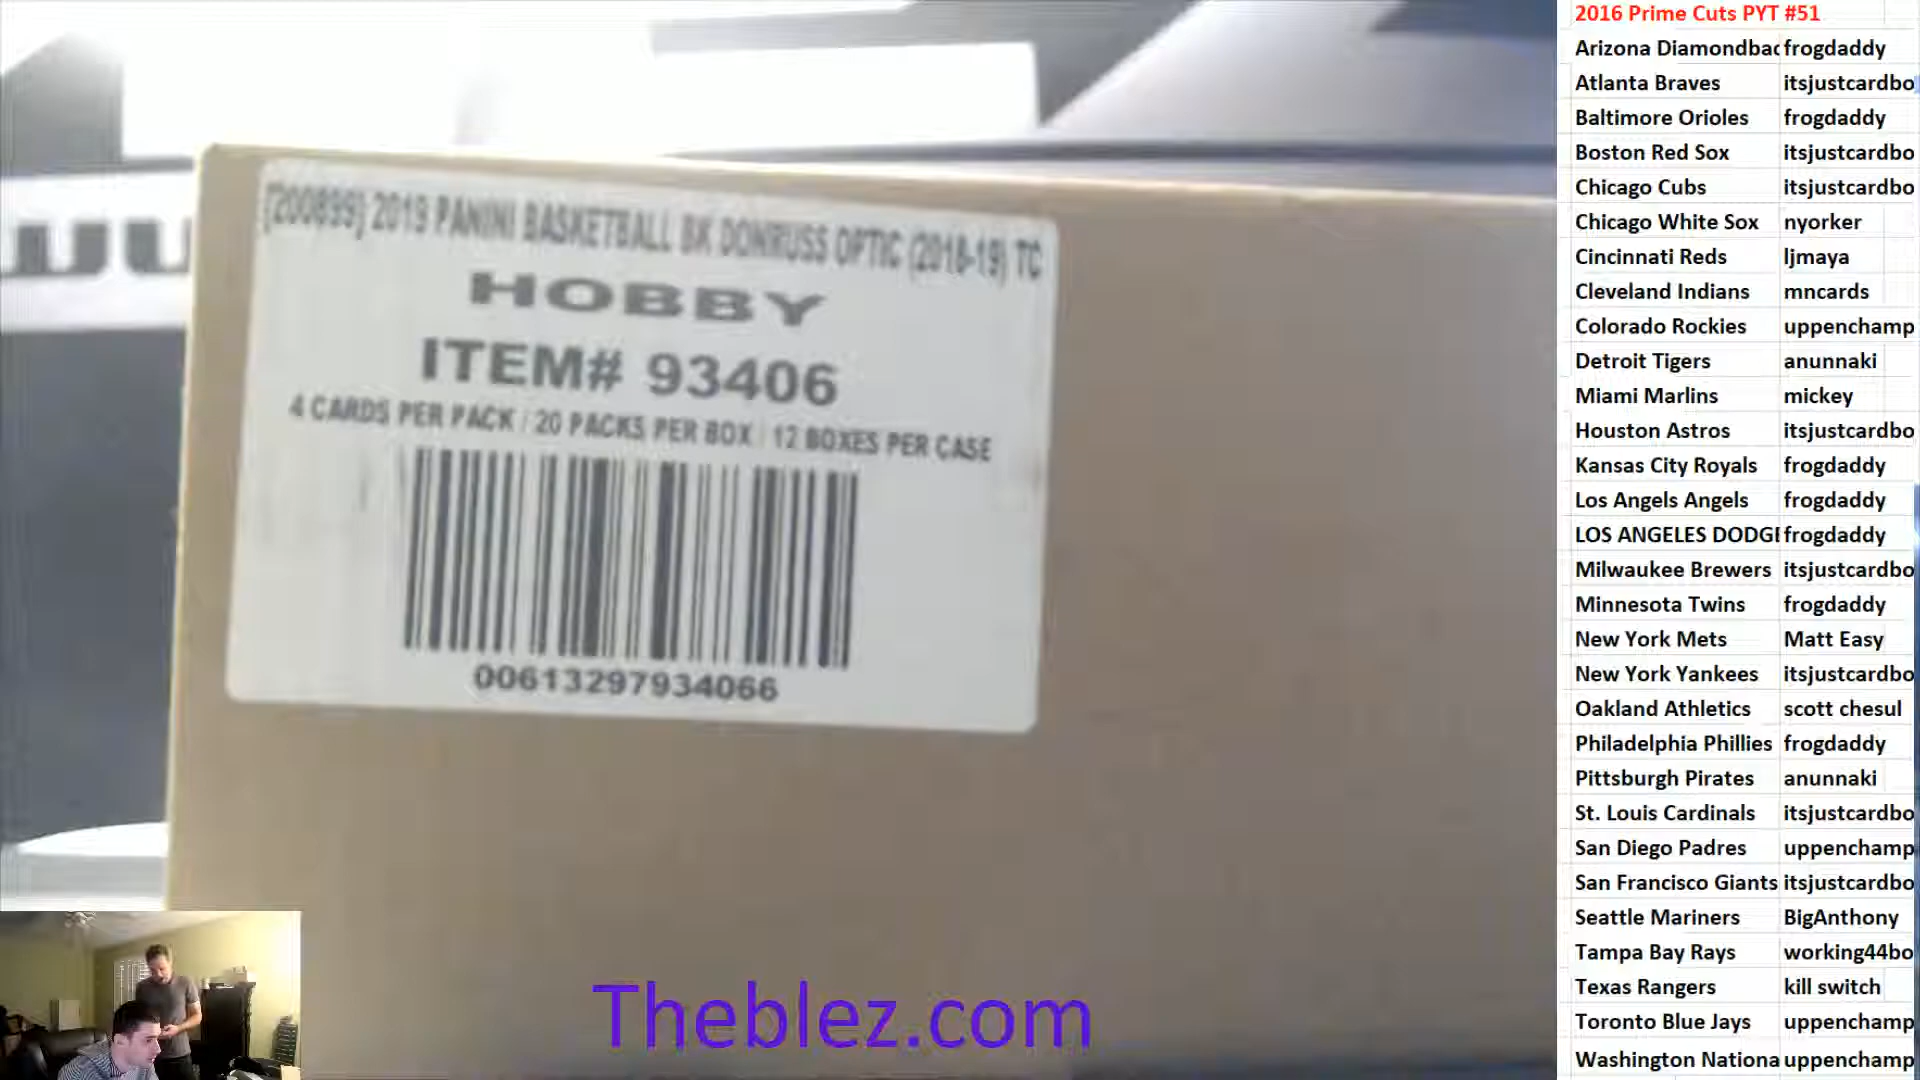 [200899] 2019 PANINI BASKETBALL BK DONRUSS OPTIC (2018-19) TC
HOBBY
ITEM# 93406
4 CARDS PER PACK / 20 PACKS PER BOX / 12 BOXES PER CASE
00613297934066
Theblez.com
2016 Prime Cuts PYT #51
Arizona Diamondbac frogdaddy
Atlanta Braves itsjustcardbo
Baltimore Orioles frogdaddy
Boston Red Sox itsjustcardbo
Chicago Cubs itsjustcardbo
Chicago White Sox nyorker
Cincinnati Reds ljmaya
Cleveland Indians mncards
Colorado Rockies uppenchamp
Detroit Tigers anunnaki
Miami Marlins mickey
Houston Astros itsjustcardbo
Kansas City Royals frogdaddy
Los Angels Angels frogdaddy
LOS ANGELES DODGE frogdaddy
Milwaukee Brewers itsjustcardbo
Minnesota Twins frogdaddy
New York Mets Matt Easy
New York Yankees itsjustcardbo
Oakland Athletics scott chesul
Philadelphia Phillies frogdaddy
Pittsburgh Pirates anunnaki
St. Louis Cardinals itsjustcardbo
San Diego Padres uppenchamp
San Francisco Giants itsjustcardbo
Seattle Mariners BigAnthony
Tampa Bay Rays working44bo
Texas Rangers kill switch
Toronto Blue Jays uppenchamp
Washington Nationa uppenchamp